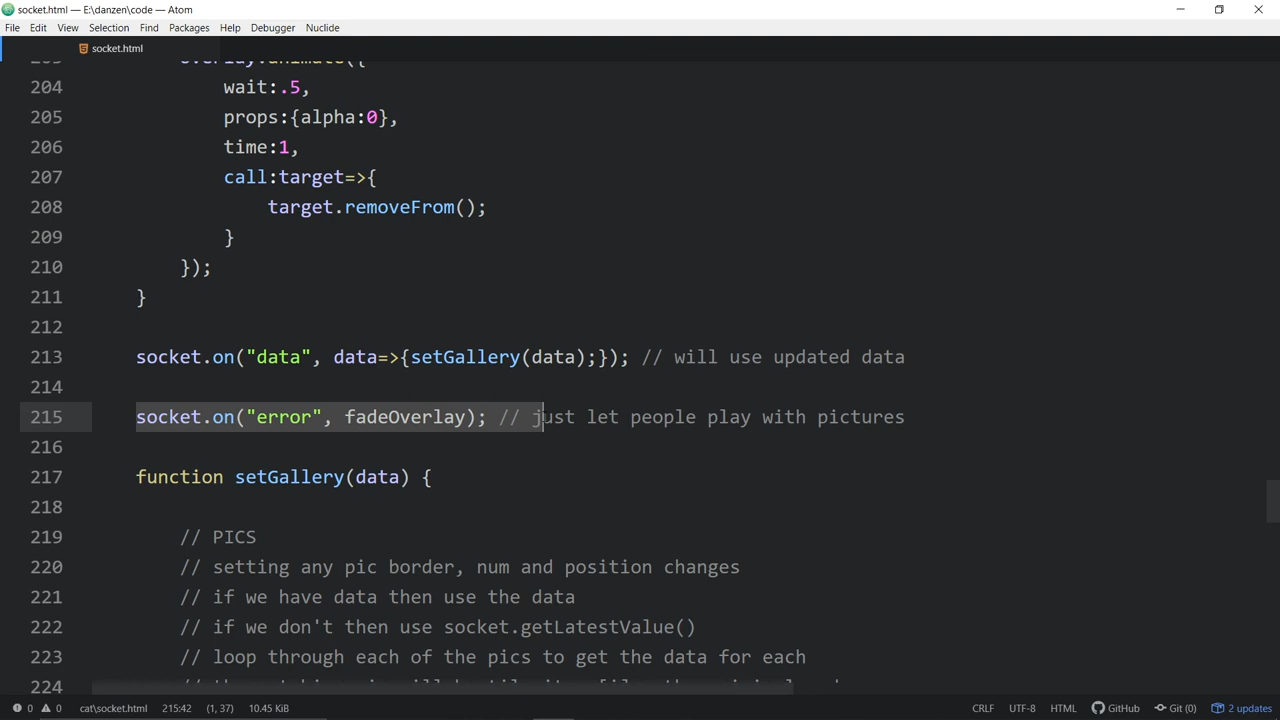 socket.html — E:\danzen\code — Atom
File Edit View Selection Find Packages Help Debugger Nuclide
socket.html
204 wait:.5,
205 props:{alpha:0},
206 time:1,
207 call:target=>{
208 target.removeFrom();
209 }
210 });
211 }
212
213 socket.on("data", data=>{setGallery(data);}); // will use updated data
214
215 socket.on("error", fadeOverlay); // just let people play with pictures
216
217 function setGallery(data) {
218
219 // PICS
220 // setting any pic border, num and position changes
221 // if we have data then use the data
222 // if we don't then use socket.getLatestValue()
223 // loop through each of the pics to get the data for each
224
0 0 cat\socket.html 215:42 (1, 37) 10.45 KiB CRLF UTF-8 HTML GitHub Git (0) 2 updates